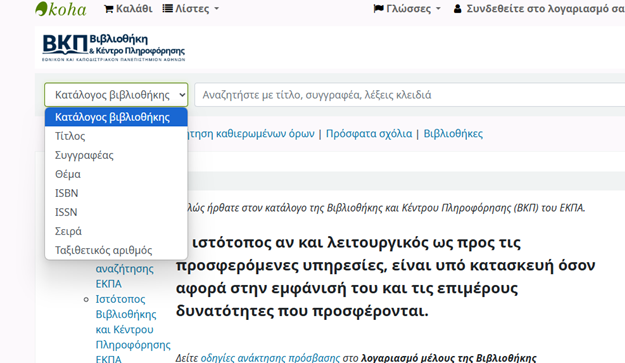 koha Καλάθι Λίστες Γλώσσες Συνδεθείτε στο λογαριασμό σα
ΒΚΠ Βιβλιοθήκη
& Κέντρο Πληροφόρησης
ΕΘΝΙΚΟΝ ΚΑΙ ΚΑΠΟΔΙΣΤΡΙΑΚΟΝ ΠΑΝΕΠΙΣΤΗΜΙΟΝ ΑΘΗΝΩΝ
Κατάλογος βιβλιοθήκης Αναζητήστε με τίτλο, συγγραφέα, λέξεις κλειδιά
Κατάλογος βιβλιοθήκης
Τίτλος
Συγγραφέας
Θέμα
ISBN
ISSN
Σειρά
Ταξιθετικός αριθμός
ήτηση καθιερωμένων όρων | Πρόσφατα σχόλια | Βιβλιοθήκες
λώς ήρθατε στον κατάλογο της Βιβλιοθήκης και Κέντρου Πληροφόρησης (ΒΚΠ) του ΕΚΠΑ.
ιστότοπος αν και λειτουργικός ως προς τις
προσφερόμενες υπηρεσίες, είναι υπό κατασκευή όσον
αφορά στην εμφάνισή του και τις επιμέρους
δυνατότητες που προσφέρονται.
αναζήτησης
ΕΚΠΑ
Ιστότοπος
Βιβλιοθήκης
και Κέντρου
Πληροφόρησης
ΕΚΠΑ
Δείτε οδηγίες ανάκτησης πρόσβασης στο λογαριασμό μέλους της Βιβλιοθήκης